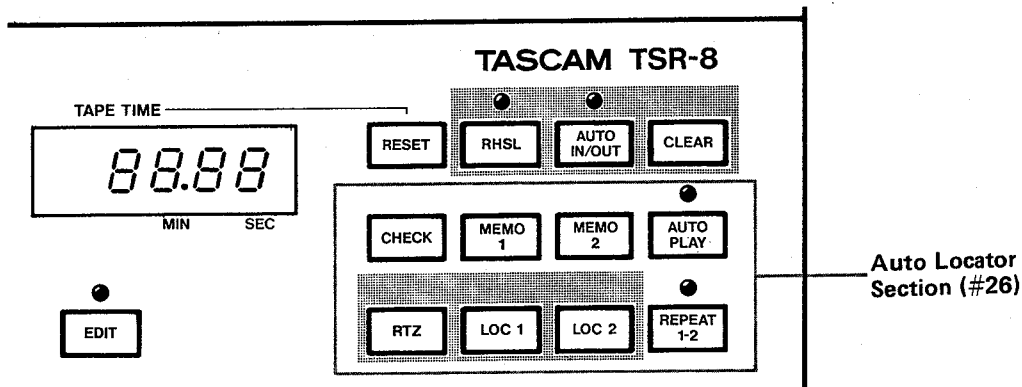 TASCAM TSR-8
TAPE TIME
RESET
RHSL
AUTO
IN/OUT
CLEAR
88.88
MIN SEC
CHECK
MEMO
1
MEMO
2
AUTO
PLAY
Auto Locator
Section (#26)
EDIT
RTZ
LOC 1
LOC 2
REPEAT
1-2